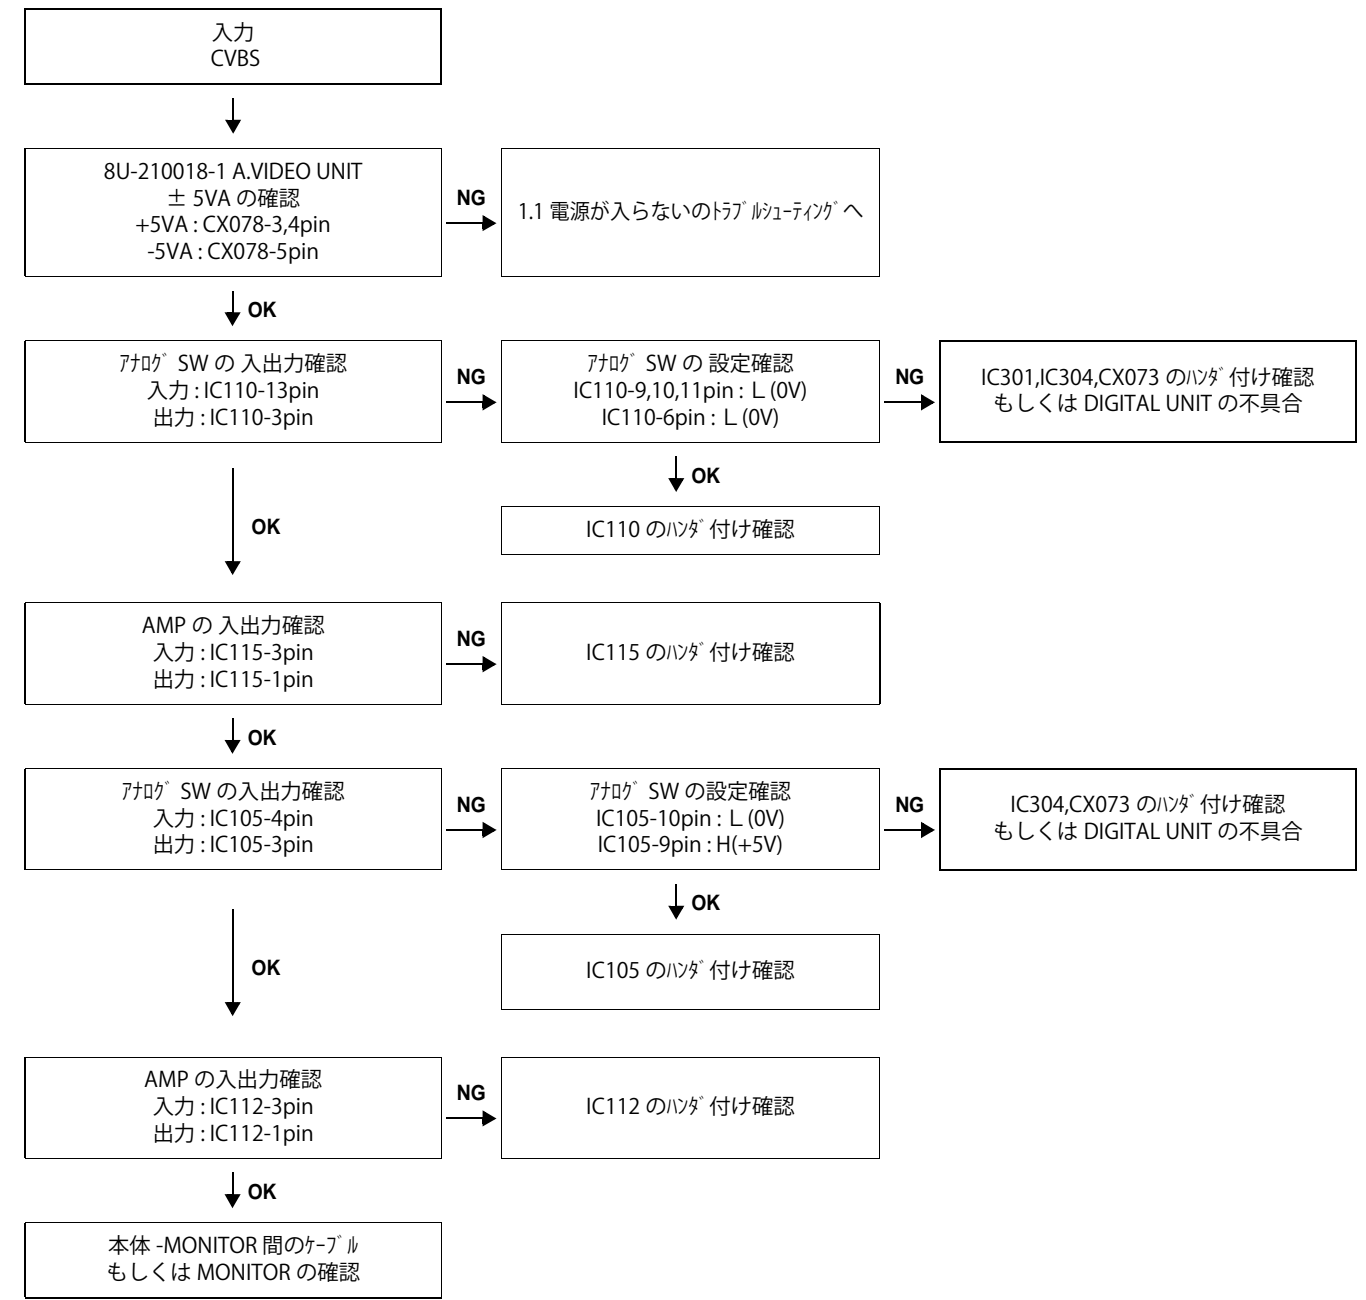 入力
CVBS
8U-210018-1 A.VIDEO UNIT
± 5VA の確認
+5VA : CX078-3,4pin
-5VA : CX078-5pin
NG
1.1 電源が入らないのﾄﾗﾌﾞﾙｼｭｰﾃｨﾝｸﾞへ
OK
ｱﾅﾛｸﾞ SW の 入出力確認
入力 : IC110-13pin
出力 : IC110-3pin
NG
ｱﾅﾛｸﾞ SW の 設定確認
IC110-9,10,11pin : L (0V)
IC110-6pin : L (0V)
NG
IC301,IC304,CX073 のﾊﾝﾀﾞ付け確認
もしくは DIGITAL UNIT の不具合
OK
IC110 のﾊﾝﾀﾞ付け確認
OK
AMP の 入出力確認
入力 : IC115-3pin
出力 : IC115-1pin
NG
IC115 のﾊﾝﾀﾞ付け確認
OK
ｱﾅﾛｸﾞ SW の入出力確認
入力 : IC105-4pin
出力 : IC105-3pin
NG
ｱﾅﾛｸﾞ SW の設定確認
IC105-10pin : L (0V)
IC105-9pin : H(+5V)
NG
IC304,CX073 のﾊﾝﾀﾞ付け確認
もしくは DIGITAL UNIT の不具合
OK
IC105 のﾊﾝﾀﾞ付け確認
OK
AMP の入出力確認
入力 : IC112-3pin
出力 : IC112-1pin
NG
IC112 のﾊﾝﾀﾞ付け確認
OK
本体 -MONITOR 間のｹｰﾌﾞﾙ
もしくは MONITOR の確認